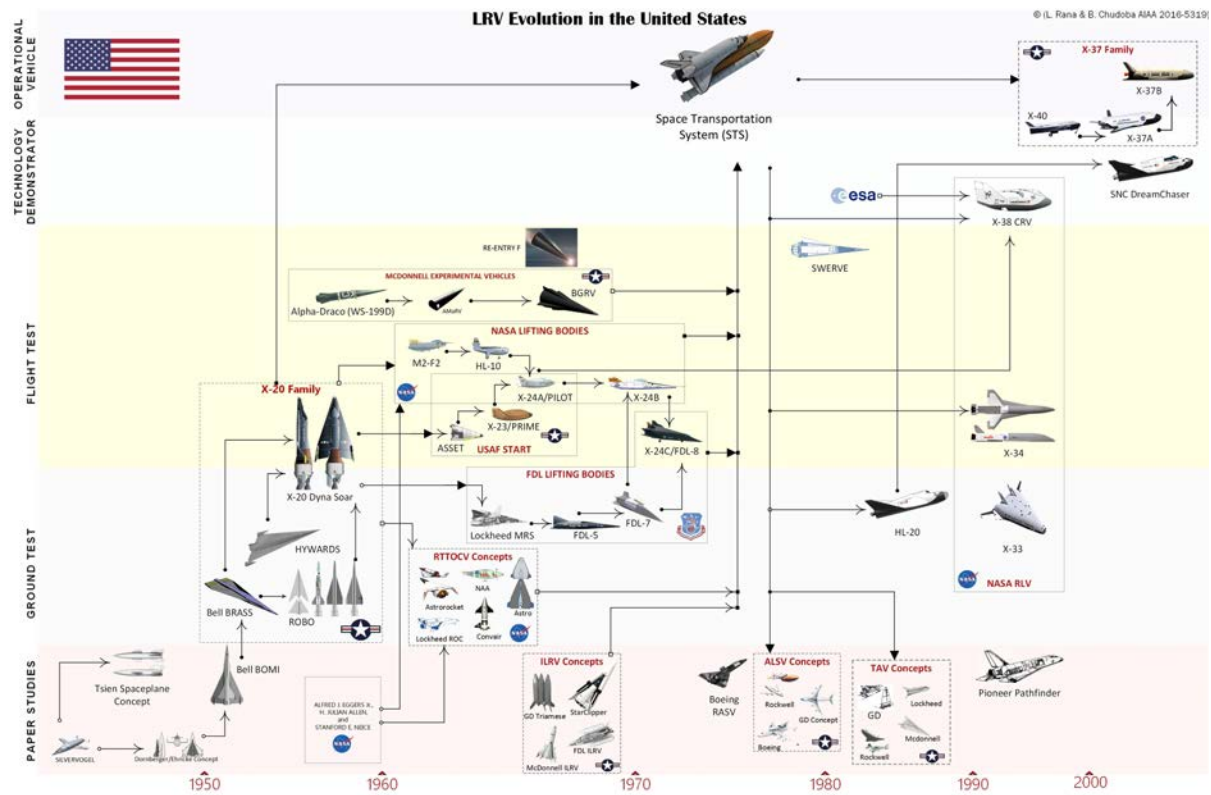 LRV Evolution in the United States
© (L. Rana & B. Chudoba AIAA 2016-5319)
OPERATIONAL
VEHICLE
Space Transportation
System (STS)
X-37 Family
X-37B
X-40
X-37A
TECHNOLOGY
DEMONSTRATOR
esa
X-38 CRV
SNC DreamChaser
FLIGHT TEST
RE-ENTRY F
SWERVE
MCDONNELL EXPERIMENTAL VEHICLES
BGRV
Alpha-Draco (WS-199D)
AMaRV
NASA LIFTING BODIES
M2-F2
HL-10
NASA
X-24A/PILOT
X-24B
X-23/PRIME
ASSET
USAF START
X-24C/FDL-8
X-20 Family
X-20 Dyna Soar
X-34
GROUND TEST
FDL LIFTING BODIES
Lockheed MRS
FDL-5
FDL-7
HL-20
X-33
NASA
NASA RLV
HYWARDS
Bell BRASS
ROBO
RTTOCV Concepts
NAA
Astrorocket
Astro
Lockheed ROC
Convair
NASA
PAPER STUDIES
Tsien Spaceplane
Concept
Bell BOMI
SILVERVOGEL
Dornberger/Ehricke Concept
ALFRED J. EGGERS Jr.,
H. JULIAN ALLEN,
and
STANFORD E. NEICE
NASA
ILRV Concepts
GD Triamese
StarClipper
FDL ILRV
McDonnell ILRV
Boeing
RASV
ALSV Concepts
Rockwell
GD Concept
Boeing
TAV Concepts
GD
Lockheed
Mcdonnell
Rockwell
Pioneer Pathfinder
1950
1960
1970
1980
1990
2000